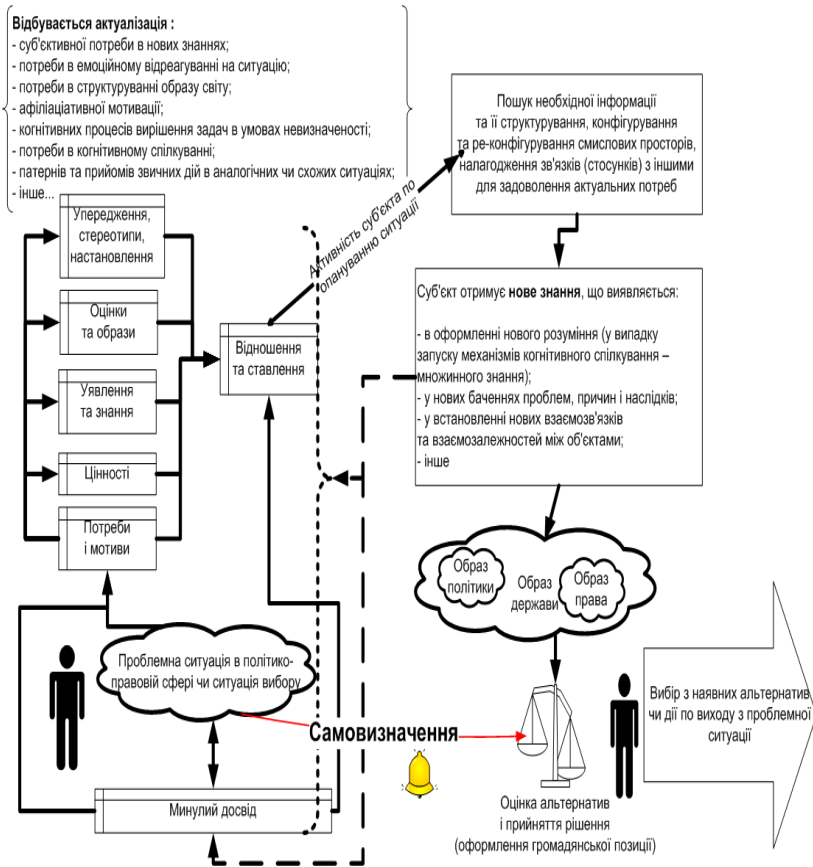 Відбувається актуалізація :
- суб'єктивної потреби в нових знаннях;
- потреби в емоційному відреагуванні на ситуацію;
- потреби в структуруванні образу світу;
- афіліаціативної мотивації;
- когнітивних процесів вирішення задач в умовах невизначеності;
- потреби в когнітивному спілкуванні;
- патернів та прийомів звичних дій в аналогічних чи схожих ситуаціях;
- інше...
Упередження,
стереотипи,
настановлення
Оцінки
та образи
Уявлення
та знання
Цінності
Потреби
і мотиви
Відношення
та ставлення
Активність суб'єкта по
опануванню ситуації
Пошук необхідної інформації
та її структурування, конфігурування
та ре-конфігурування смислових просторів,
налагодження зв'язків (стосунків) з іншими
для задоволення актуальних потреб
Суб'єкт отримує нове знання, що виявляється:
- в оформленні нового розуміння (у випадку
запуску механізмів когнітивного спілкування –
множинного знання);
- у нових баченнях проблем, причин і наслідків;
- у встановленні нових взаємозв'язків
та взаємозалежностей між об'єктами;
- інше
Образ
політики
Образ
держави
Образ
права
Проблемна ситуація в політико-
правовій сфері чи ситуація вибору
Самовизначення
Минулий досвід
Оцінка альтернатив
і прийняття рішення
(оформлення громадянської позиції)
Вибір з наявних альтернатив
чи дії по виходу з проблемної
ситуації